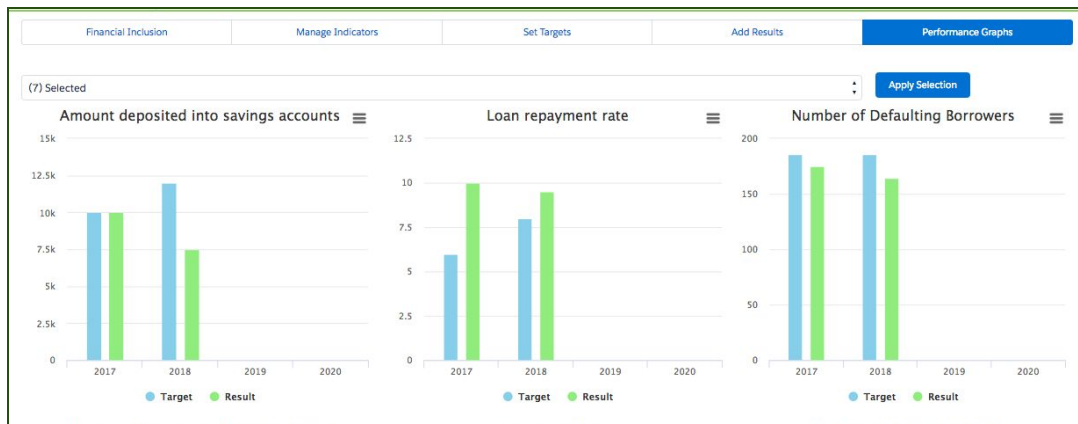 Financial Inclusion
Manage Indicators
Set Targets
Add Results
Performance Graphs
(7) Selected
Apply Selection
Amount deposited into savings accounts
15k
12.5k
10k
7.5k
5k
2.5k
0
2017 2018 2019 2020
Target Result
Loan repayment rate
12.5
10
7.5
5
2.5
0
2017 2018 2019 2020
Target Result
Number of Defaulting Borrowers
200
150
100
50
0
2017 2018 2019 2020
Target Result